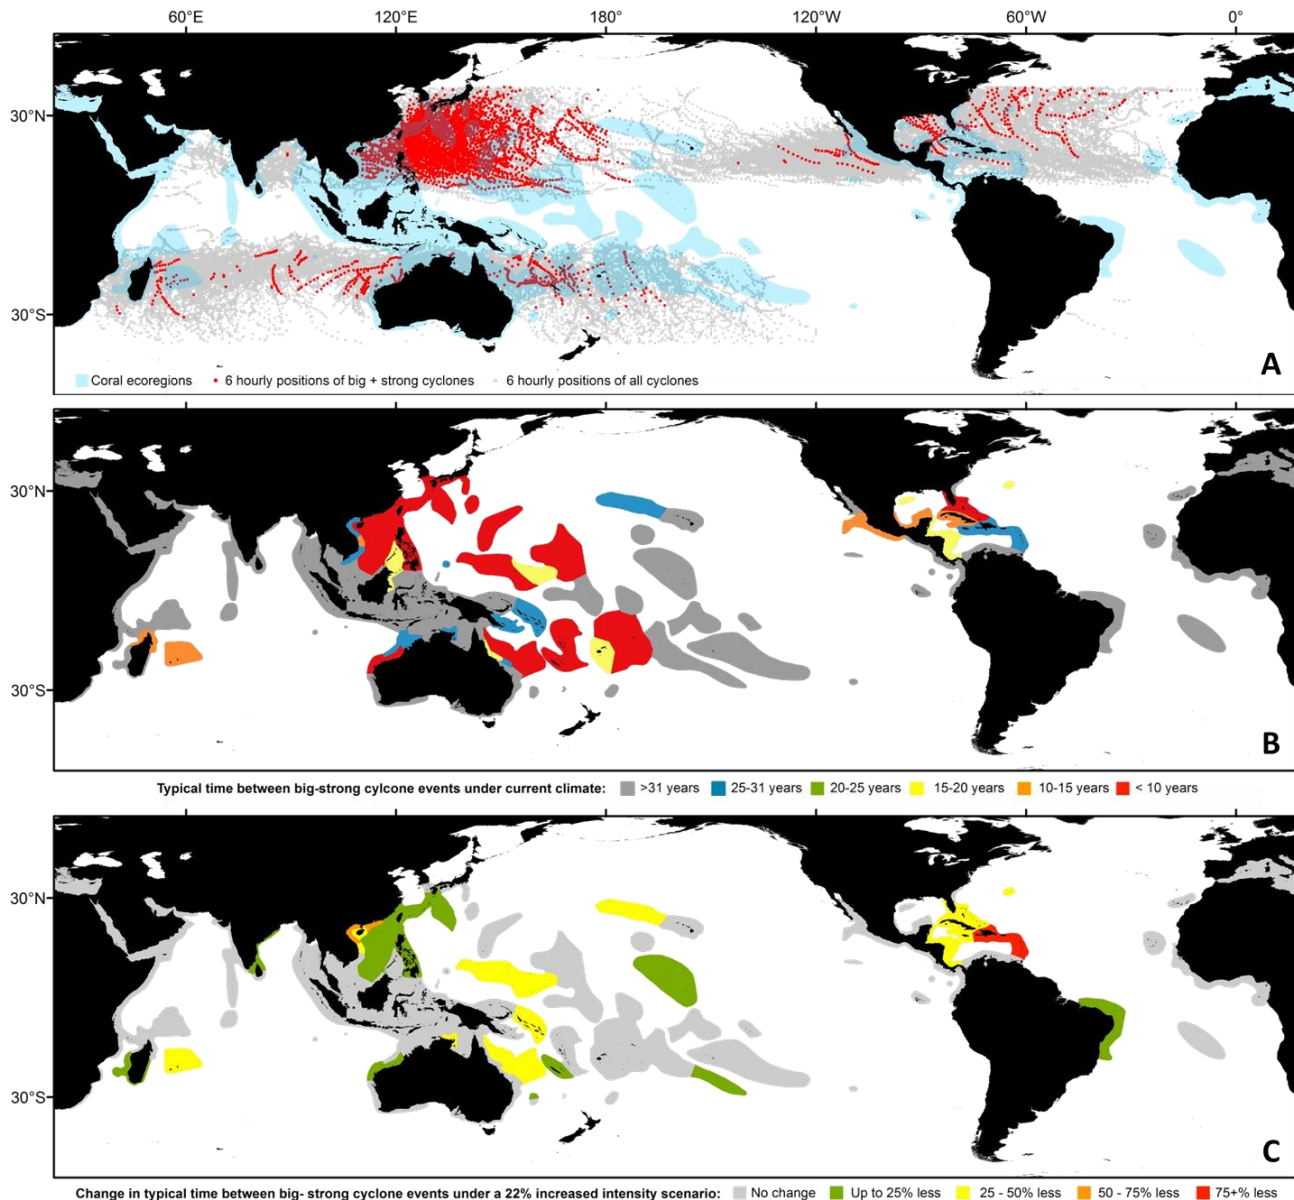 60°E 120°E 180° 120°W 60°W 0°
30°N
30°S
A
Coral ecoregions 6 hourly positions of big + strong cyclones 6 hourly positions of all cyclones
30°N
30°S
B
Typical time between big-strong cylcone events under current climate: >31 years 25-31 years 20-25 years 15-20 years 10-15 years < 10 years
30°N
30°S
C
Change in typical time between big- strong cyclone events under a 22% increased intensity scenario: No change Up to 25% less 25 - 50% less 50 - 75% less 75+% less